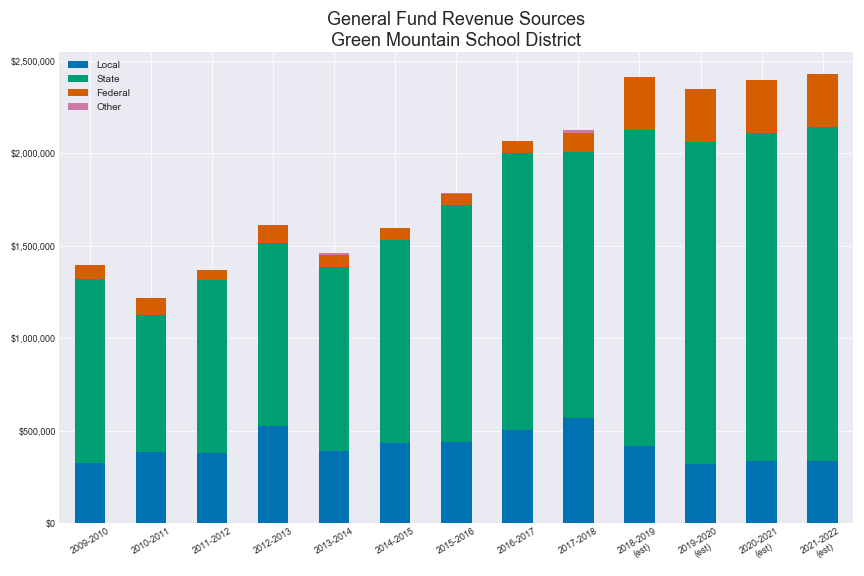 General Fund Revenue Sources
Green Mountain School District
Local
State
Federal
Other
$2,500,000
$2,000,000
$1,500,000
$1,000,000
$500,000
$0
2009-2010
2010-2011
2011-2012
2012-2013
2013-2014
2014-2015
2015-2016
2016-2017
2017-2018
2018-2019
(est)
2019-2020
(est)
2020-2021
(est)
2021-2022
(est)